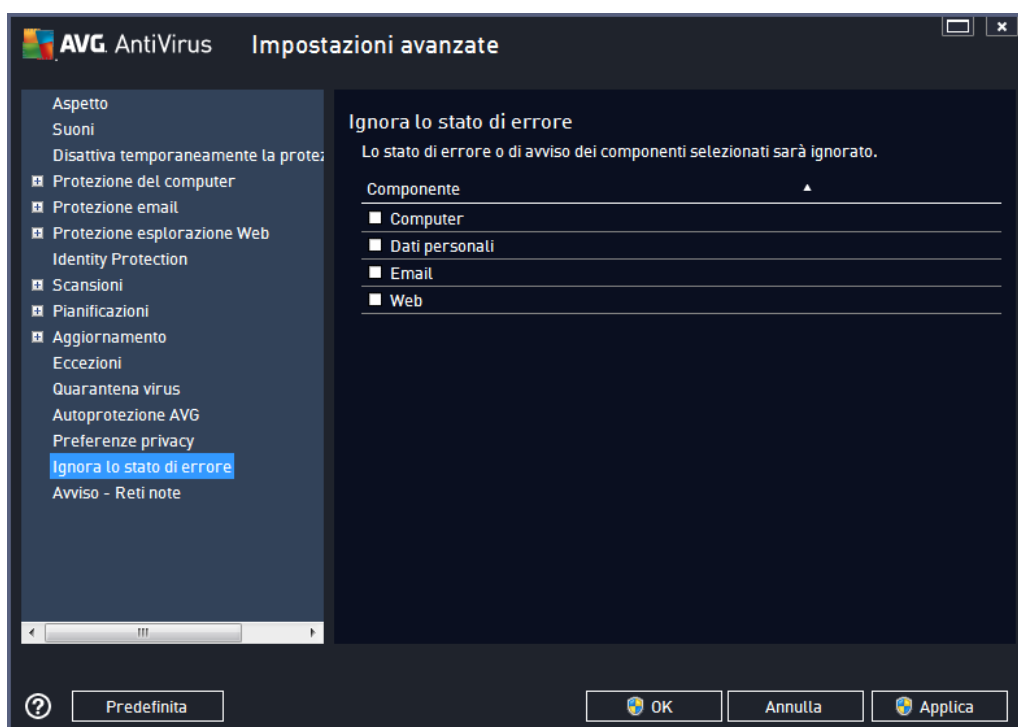 AVG AntiVirus Impostazioni avanzate
Aspetto
Suoni
Disattiva temporaneamente la protez
Protezione del computer
Protezione email
Protezione esplorazione Web
Identity Protection
Scansioni
Pianificazioni
Aggiornamento
Eccezioni
Quarantena virus
Autoprotezione AVG
Preferenze privacy
Ignora lo stato di errore
Avviso - Reti note
Ignora lo stato di errore
Lo stato di errore o di avviso dei componenti selezionati sarà ignorato.
Componente
Computer
Dati personali
Email
Web
Predefinita
OK
Annulla
Applica